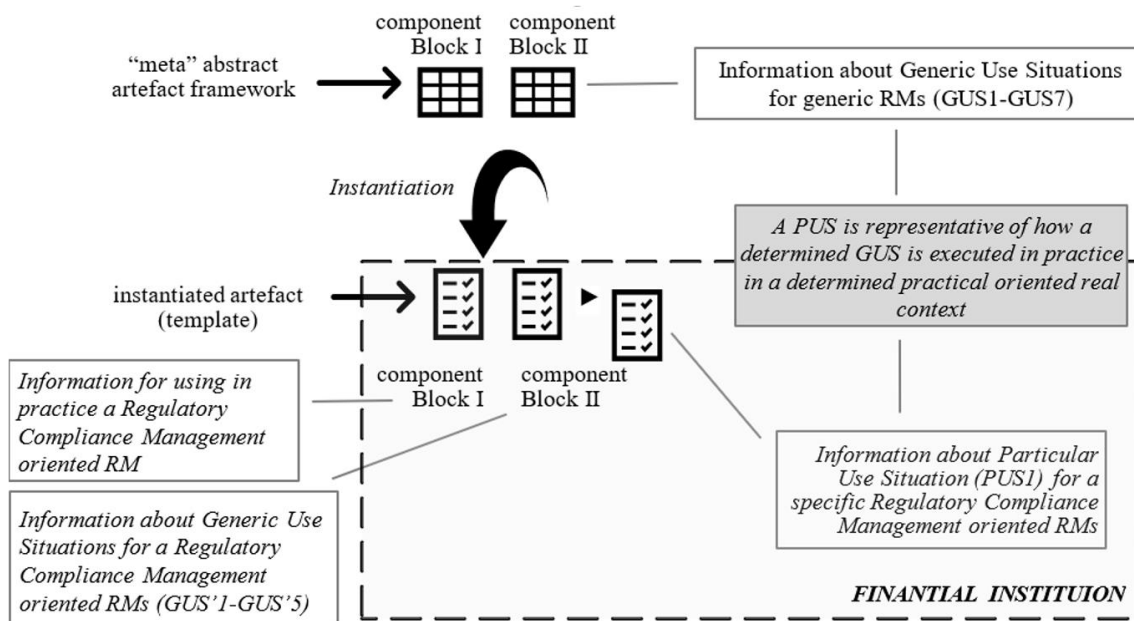 component
Block I
component
Block II
“meta” abstract
artefact framework
Information about Generic Use Situations
for generic RMs (GUS1-GUS7)
Instantiation
A PUS is representative of how a
determined GUS is executed in practice
in a determined practical oriented real
context
instantiated artefact
(template)
component
Block I
component
Block II
Information for using in
practice a Regulatory
Compliance Management
oriented RM
Information about Generic Use
Situations for a Regulatory
Compliance Management
oriented RMs (GUS’1-GUS’5)
Information about Particular
Use Situation (PUS1) for a
specific Regulatory Compliance
Management oriented RMs
FINANTIAL INSTITUION